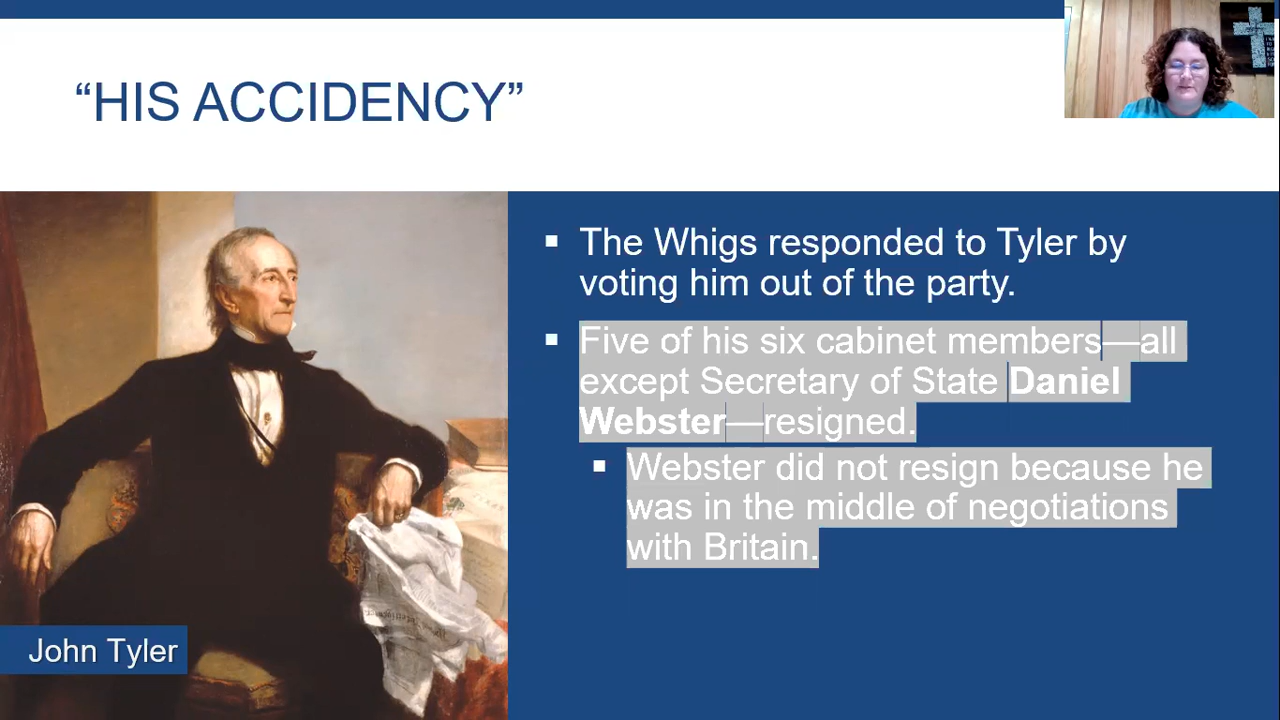 “HIS ACCIDENCY”
▪ The Whigs responded to Tyler by
voting him out of the party.
▪ Five of his six cabinet members—all
except Secretary of State Daniel
Webster—resigned.
▪ Webster did not resign because he
was in the middle of negotiations
with Britain.
John Tyler